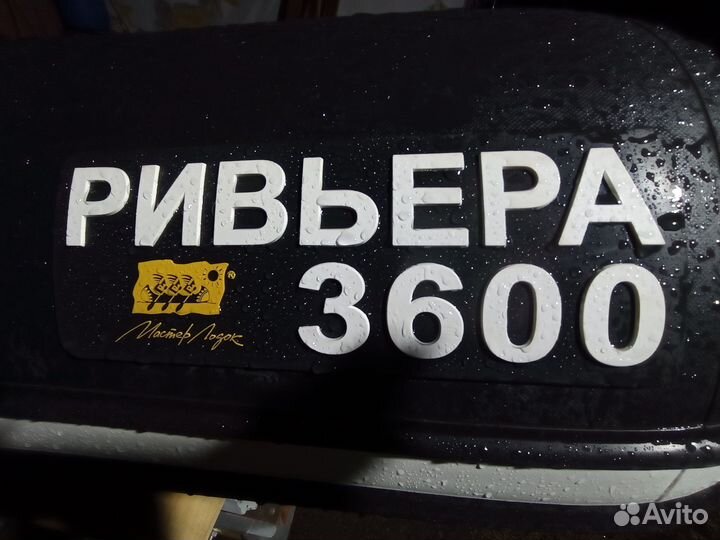 РИВЬЕРА
3600
®
Мастер Лодок
Avito